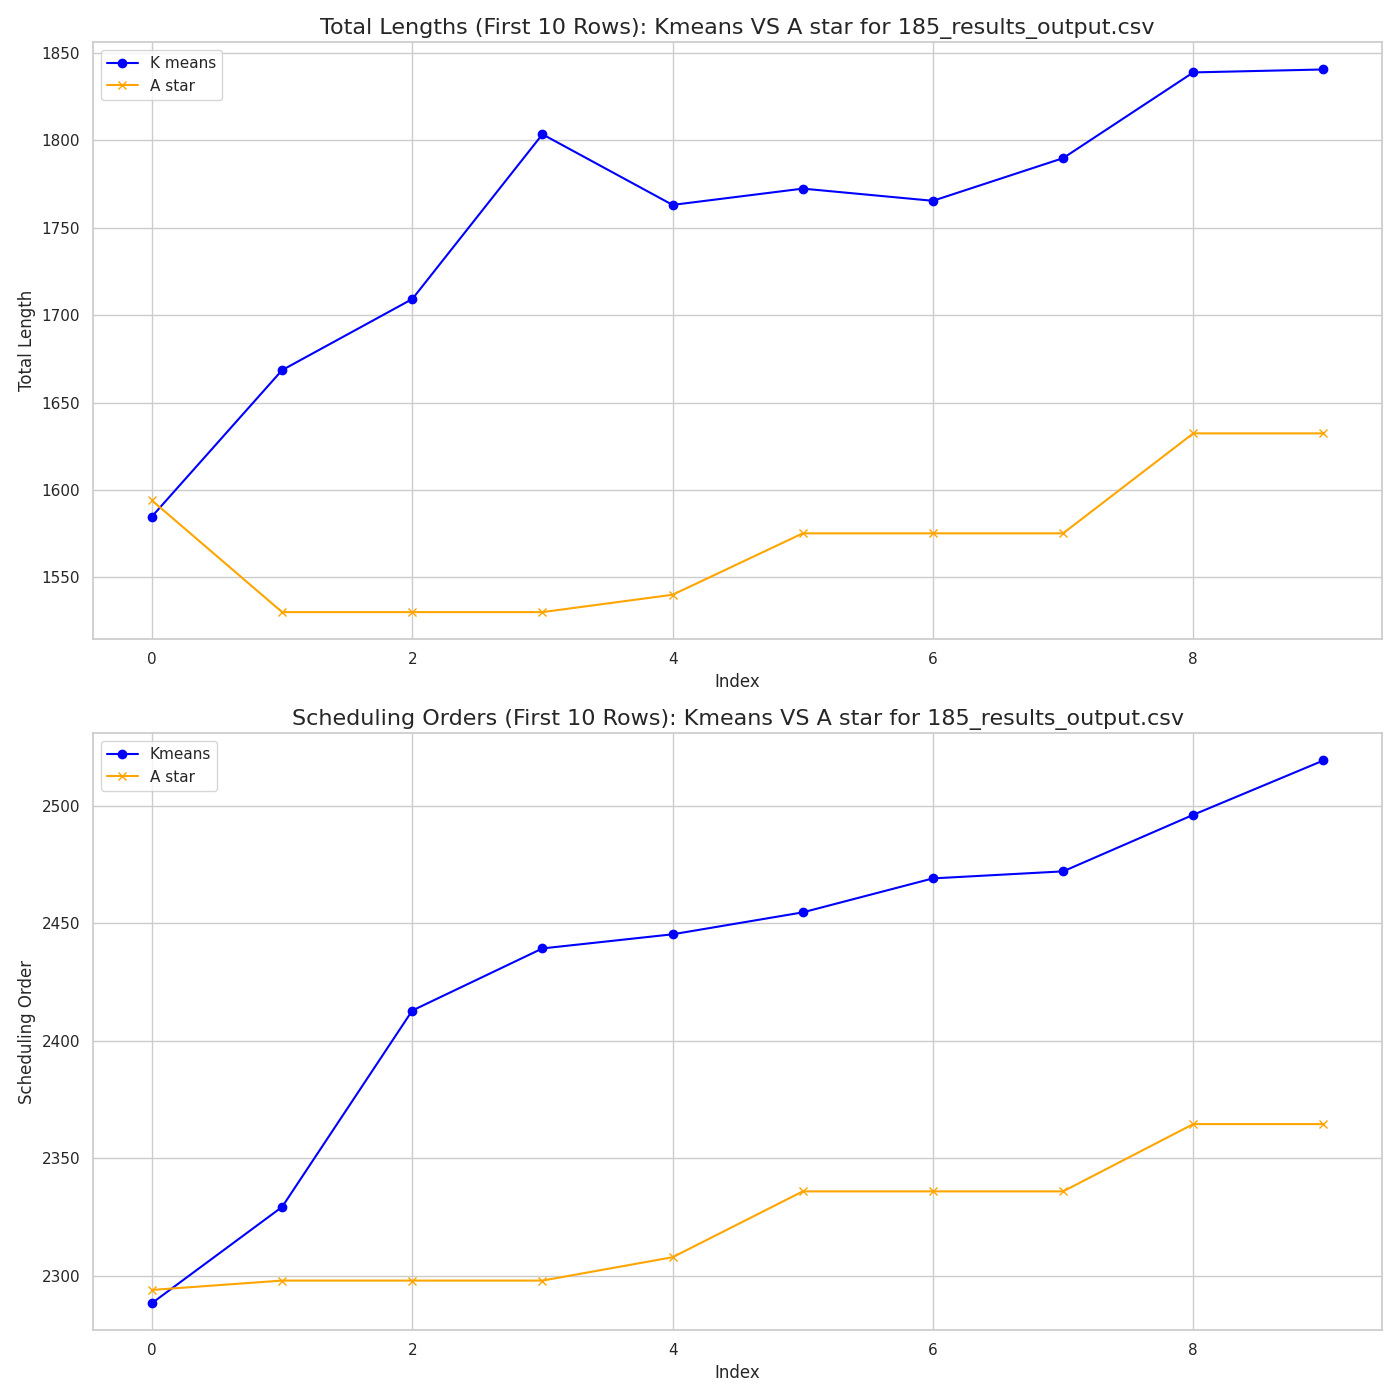 Total Lengths (First 10 Rows): Kmeans VS A star for 185_results_output.csv
K means
A star
1850
1800
1750
1700
1650
1600
1550
Total Length
0 2 4 6 8
Index
Scheduling Orders (First 10 Rows): Kmeans VS A star for 185_results_output.csv
Kmeans
A star
2500
2450
2400
2350
2300
Scheduling Order
0 2 4 6 8
Index